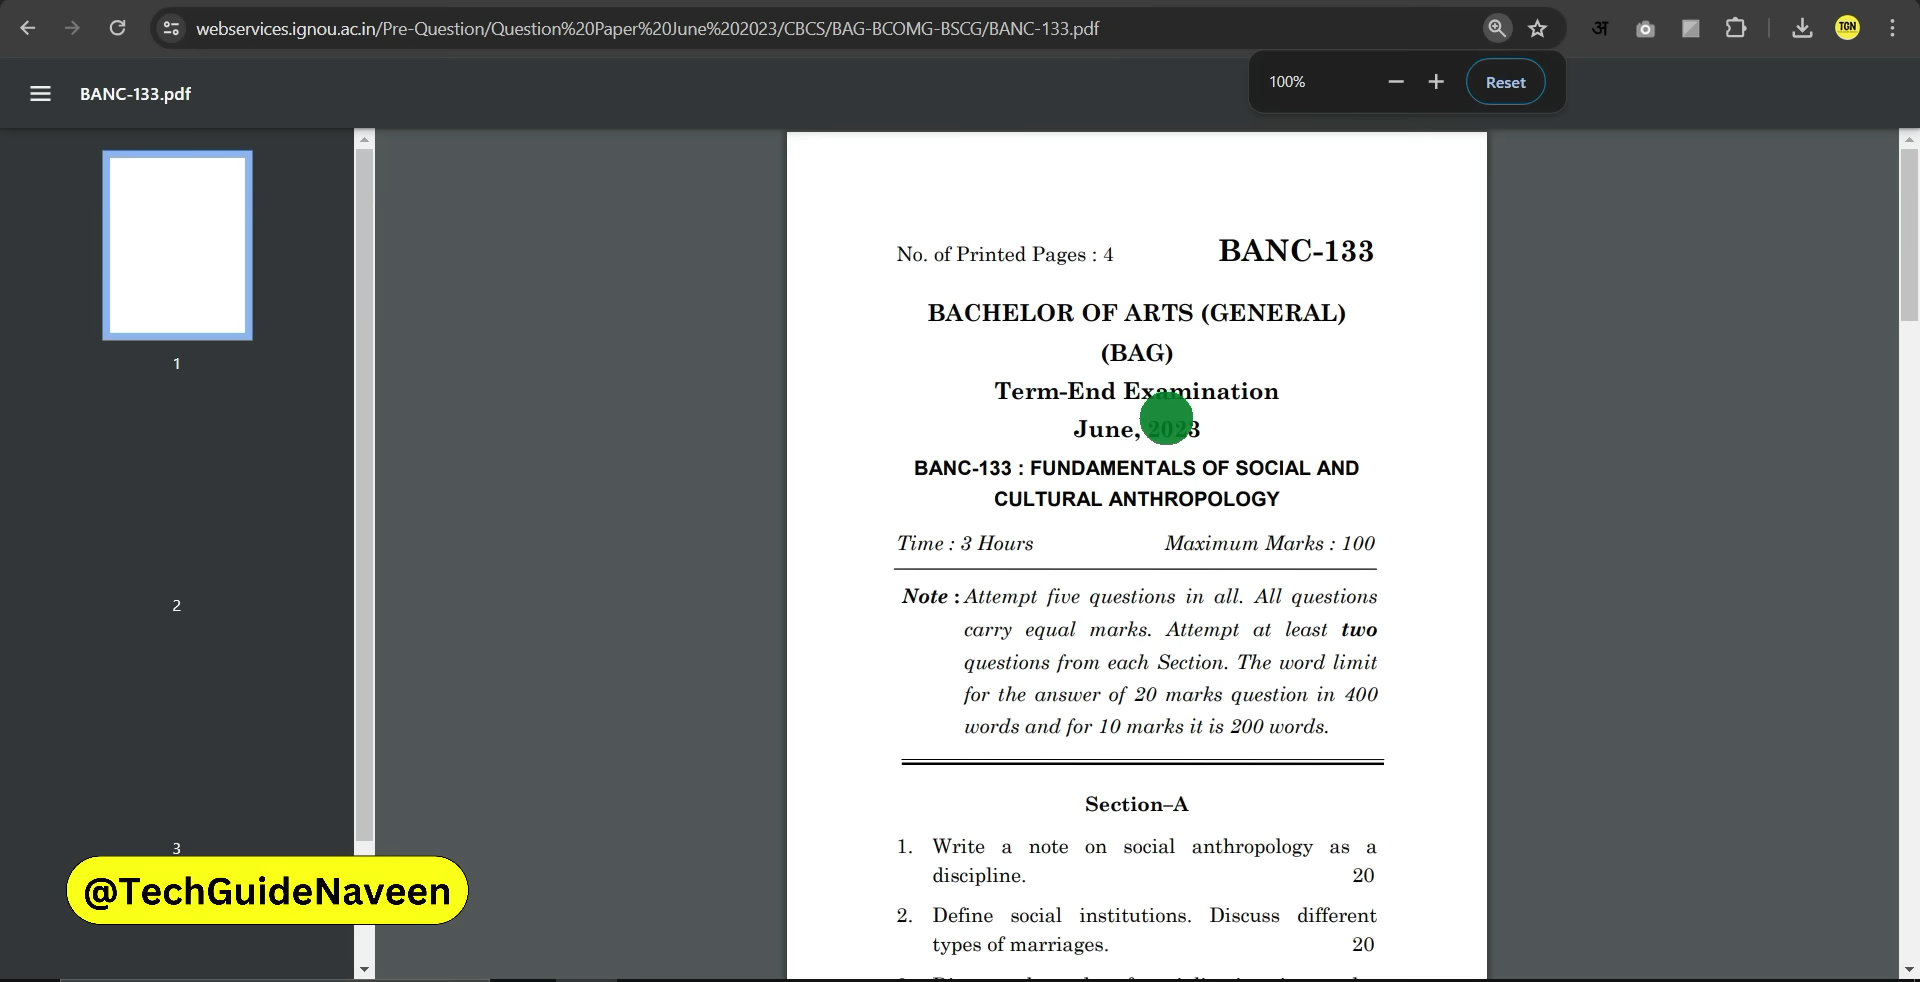 webservices.ignou.ac.in/Pre-Question/Question%20Paper%20June%202023/CBCS/BAG-BCOMG-BSCG/BANC-133.pdf
अ
TGN
100%
Reset
BANC-133.pdf
1
2
3
No. of Printed Pages : 4 BANC-133
BACHELOR OF ARTS (GENERAL)
(BAG)
Term-End Examination
June, 2023
BANC-133 : FUNDAMENTALS OF SOCIAL AND
CULTURAL ANTHROPOLOGY
Time : 3 Hours Maximum Marks : 100
Note : Attempt five questions in all. All questions
carry equal marks. Attempt at least two
questions from each Section. The word limit
for the answer of 20 marks question in 400
words and for 10 marks it is 200 words.
Section–A
1. Write a note on social anthropology as a
discipline. 20
2. Define social institutions. Discuss different
types of marriages. 20
@TechGuideNaveen